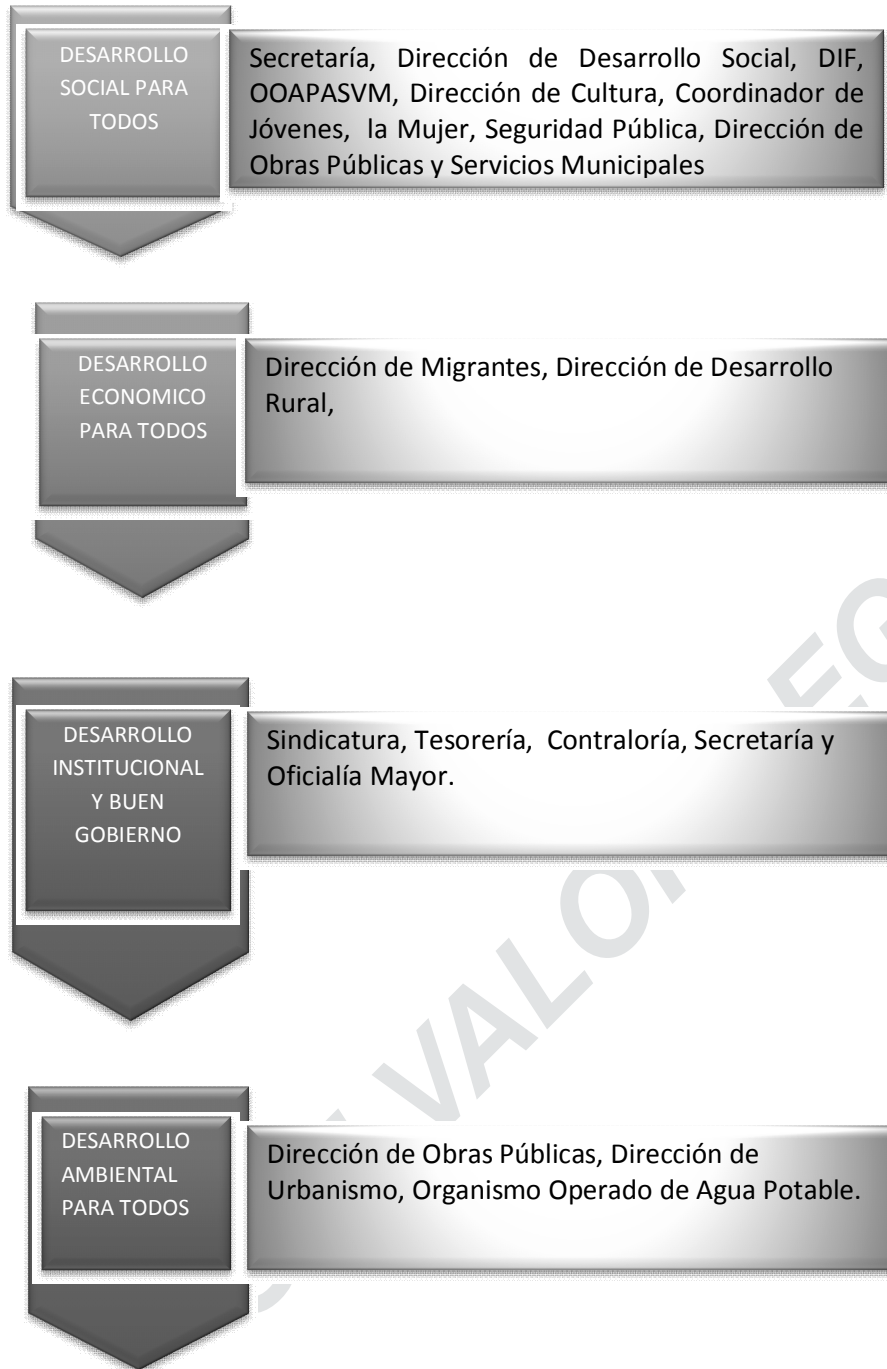 DESARROLLO
SOCIAL PARA
TODOS
Secretaría, Dirección de Desarrollo Social, DIF,
OOAPASVM, Dirección de Cultura, Coordinador de
Jóvenes, la Mujer, Seguridad Pública, Dirección de
Obras Públicas y Servicios Municipales
DESARROLLO
ECONOMICO
PARA TODOS
Dirección de Migrantes, Dirección de Desarrollo
Rural,
DESARROLLO
INSTITUCIONAL
Y BUEN
GOBIERNO
Sindicatura, Tesorería, Contraloría, Secretaría y
Oficialía Mayor.
DESARROLLO
AMBIENTAL
PARA TODOS
Dirección de Obras Públicas, Dirección de
Urbanismo, Organismo Operado de Agua Potable.
VALOR